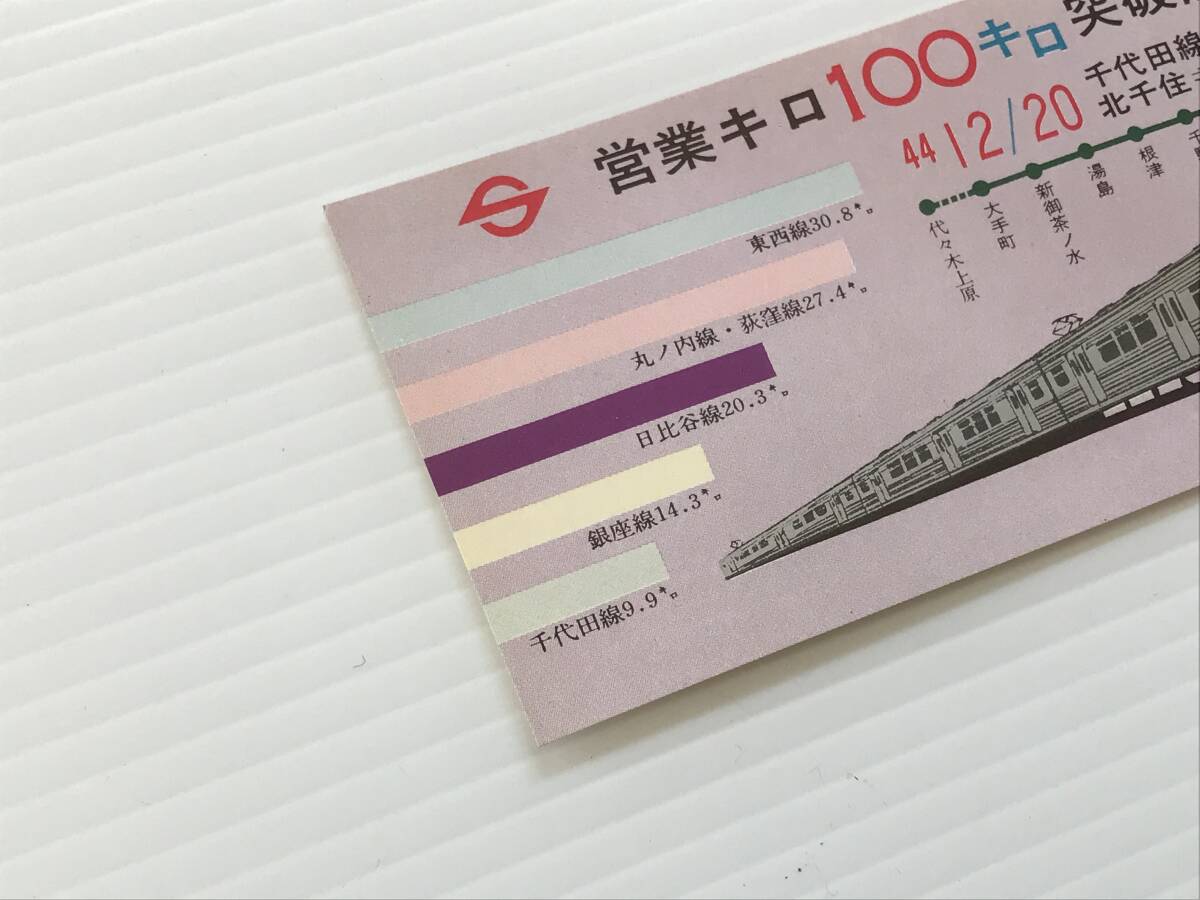 営業キロ100キロ突破
44 12/20
千代田線
北千住
代々木上原
大手町
新御茶ノ水
湯島
根津
東西線30.8キロ
丸ノ内線・荻窪線27.4キロ
日比谷線20.3キロ
銀座線14.3キロ
千代田線9.9キロ